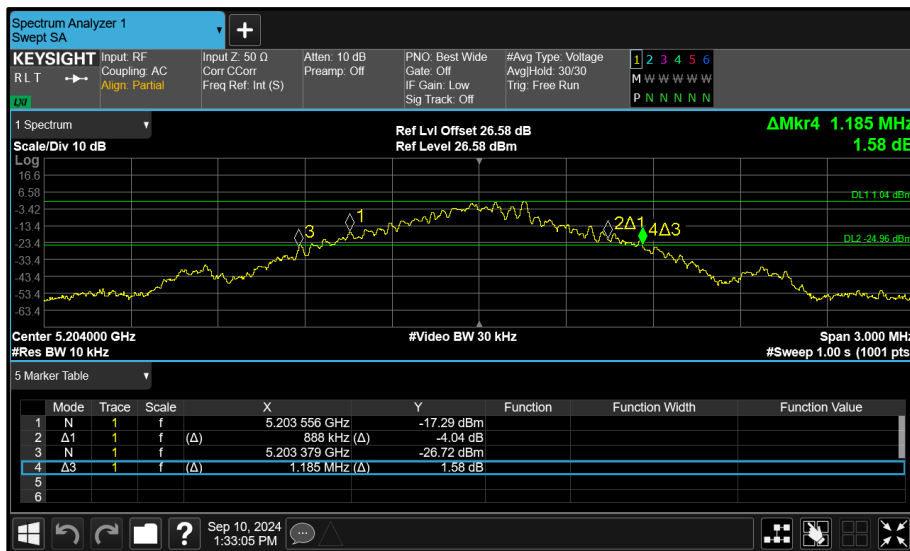 Spectrum Analyzer 1
Swept SA
KEYSIGHT Input: RF Input Z: 50 Ω Atten: 10 dB PNO: Best Wide #Avg Type: Voltage 1 2 3 4 5 6
R L T Coupling: AC Corr CCorr Preamp: Off Gate: Off Avg|Hold: 30/30 M W W W W W
Align: Partial Freq Ref: Int (S) IF Gain: Low Trig: Free Run
LXI Sig Track: Off P N N N N N
1 Spectrum Ref Lvl Offset 26.58 dB ΔMkr4 1.185 MHz
Scale/Div 10 dB Ref Level 26.58 dBm 1.58 dB
Log
16.6
6.58
DL1 1.04 dBm
-3.42
-13.4
1
2Δ1
3
4Δ3
-23.4
DL2 -24.96 dBm
-33.4
-43.4
-53.4
-63.4
Center 5.204000 GHz #Video BW 30 kHz Span 3.000 MHz
#Res BW 10 kHz #Sweep 1.00 s (1001 pts
5 Marker Table
Mode Trace Scale X Y Function Function Width Function Value
1 N 1 f 5.203 556 GHz -17.29 dBm
2 Δ1 1 f (Δ) 888 kHz (Δ) -4.04 dB
3 N 1 f 5.203 379 GHz -26.72 dBm
4 Δ3 1 f (Δ) 1.185 MHz (Δ) 1.58 dB
5
6
? Sep 10, 2024
1:33:05 PM